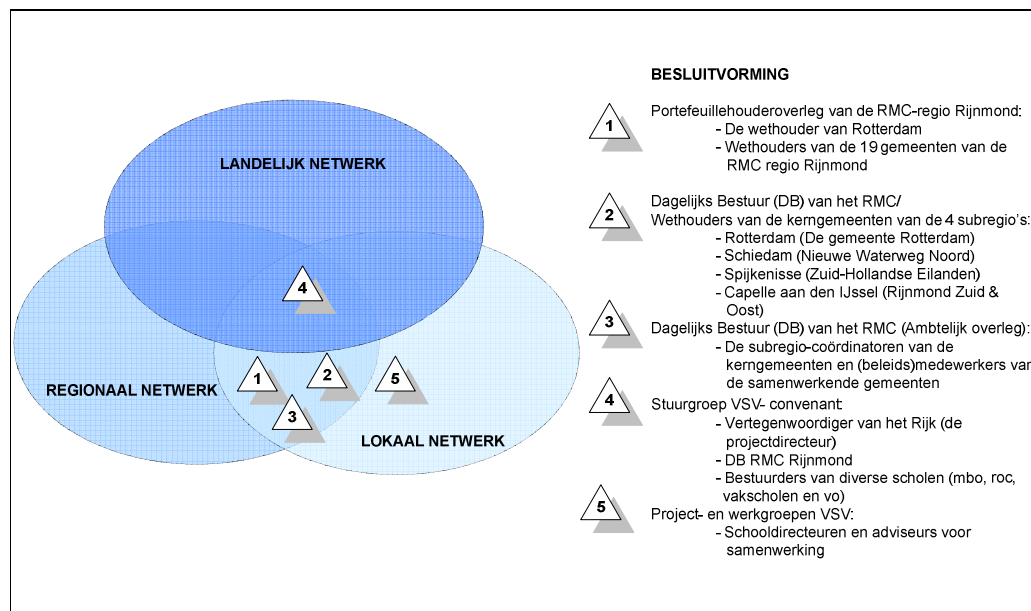 LANDELIJK NETWERK
4
REGIONAAL NETWERK
1
2
5
3
LOKAAL NETWERK
BESLUITVORMING
1
Portefeuillehouderoverleg van de RMC-regio Rijnmond:
- De wethouder van Rotterdam
- Wethouders van de 19 gemeenten van de
RMC regio Rijnmond
2
Dagelijks Bestuur (DB) van het RMC/
Wethouders van de kerngemeenten van de 4 subregio's:
- Rotterdam (De gemeente Rotterdam)
- Schiedam (Nieuwe Waterweg Noord)
- Spijkenisse (Zuid-Hollandse Eilanden)
- Capelle aan den IJssel (Rijnmond Zuid &
Oost)
3
Dagelijks Bestuur (DB) van het RMC (Ambtelijk overleg):
- De subregio-coördinatoren van de
kerngemeenten en (beleids)medewerkers van
de samenwerkende gemeenten
4
Stuurgroep VSV- convenant:
- Vertegenwoordiger van het Rijk (de
projectdirecteur)
- DB RMC Rijnmond
- Bestuurders van diverse scholen (mbo, roc,
vakscholen en vo)
5
Project- en werkgroepen VSV:
- Schooldirecteuren en adviseurs voor
samenwerking